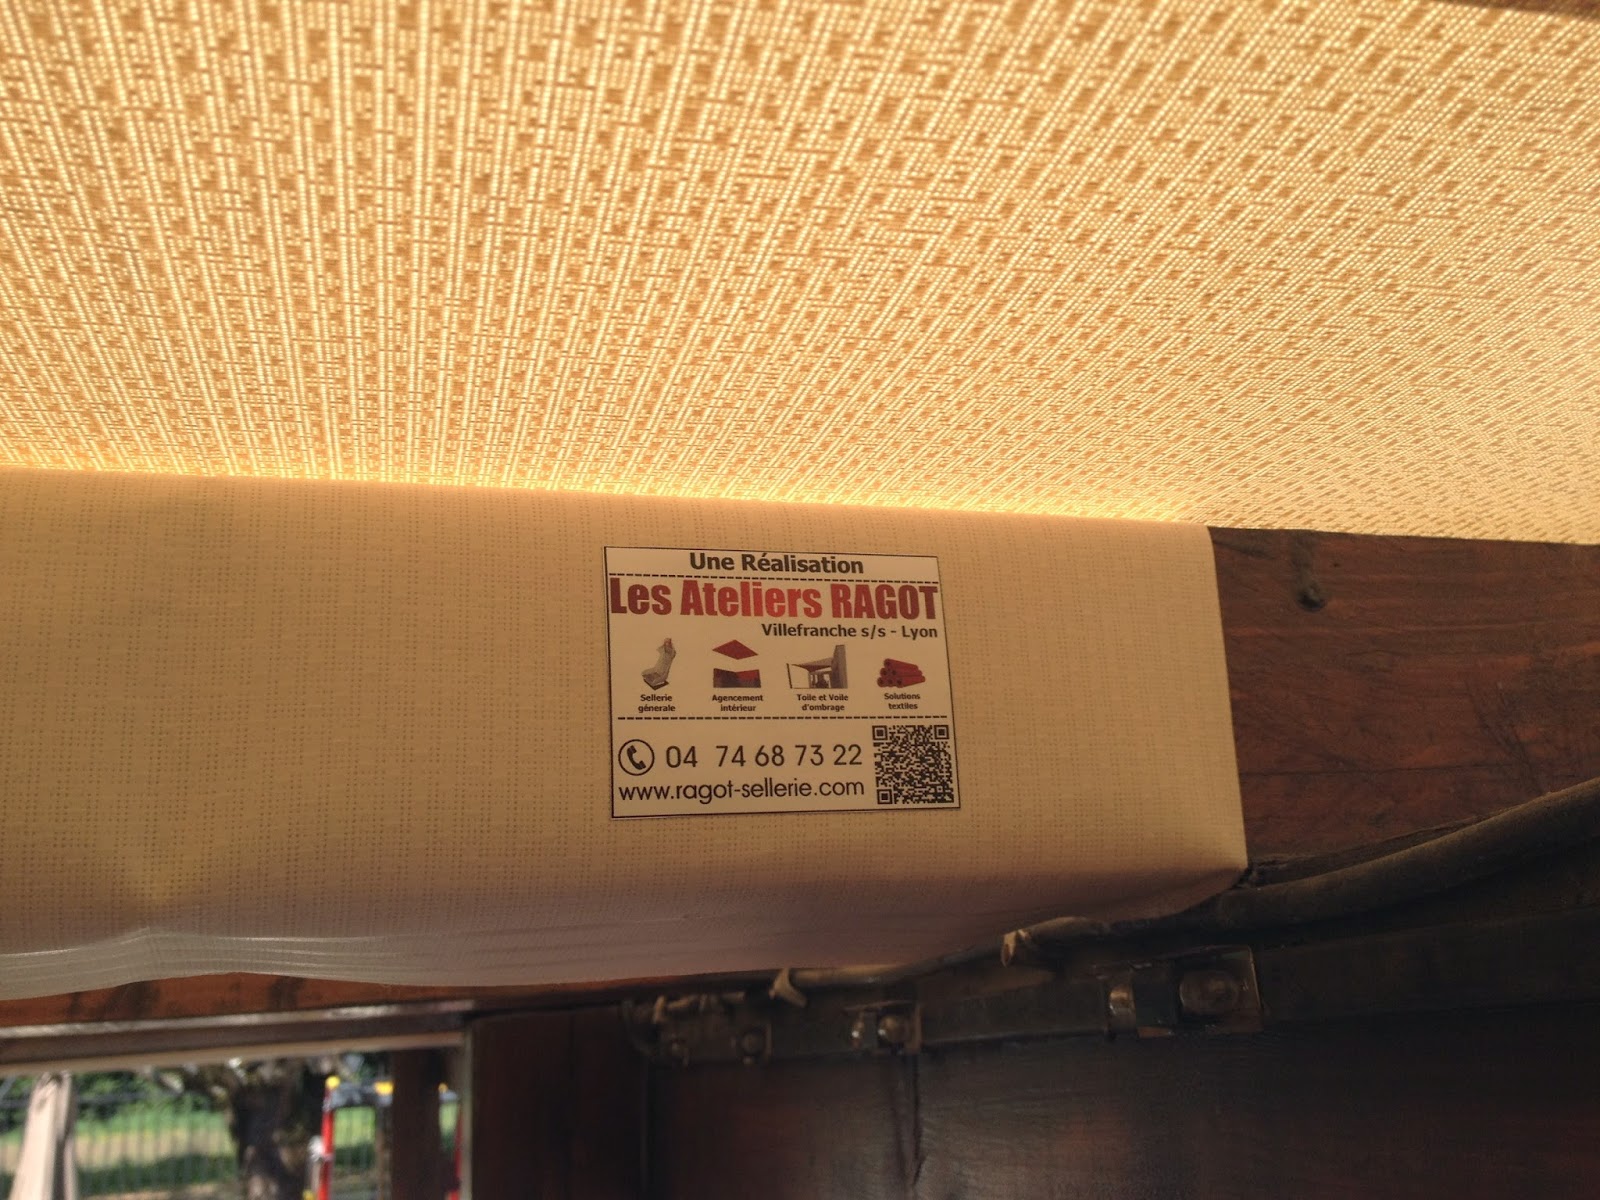 Une Réalisation
Les Ateliers RAGOT
Villefranche s/s - Lyon
Sellerie
génerale
Agencement
intérieur
Toile et Voile
d'ombrage
Solutions
textiles
04 74 68 73 22
www.ragot-sellerie.com